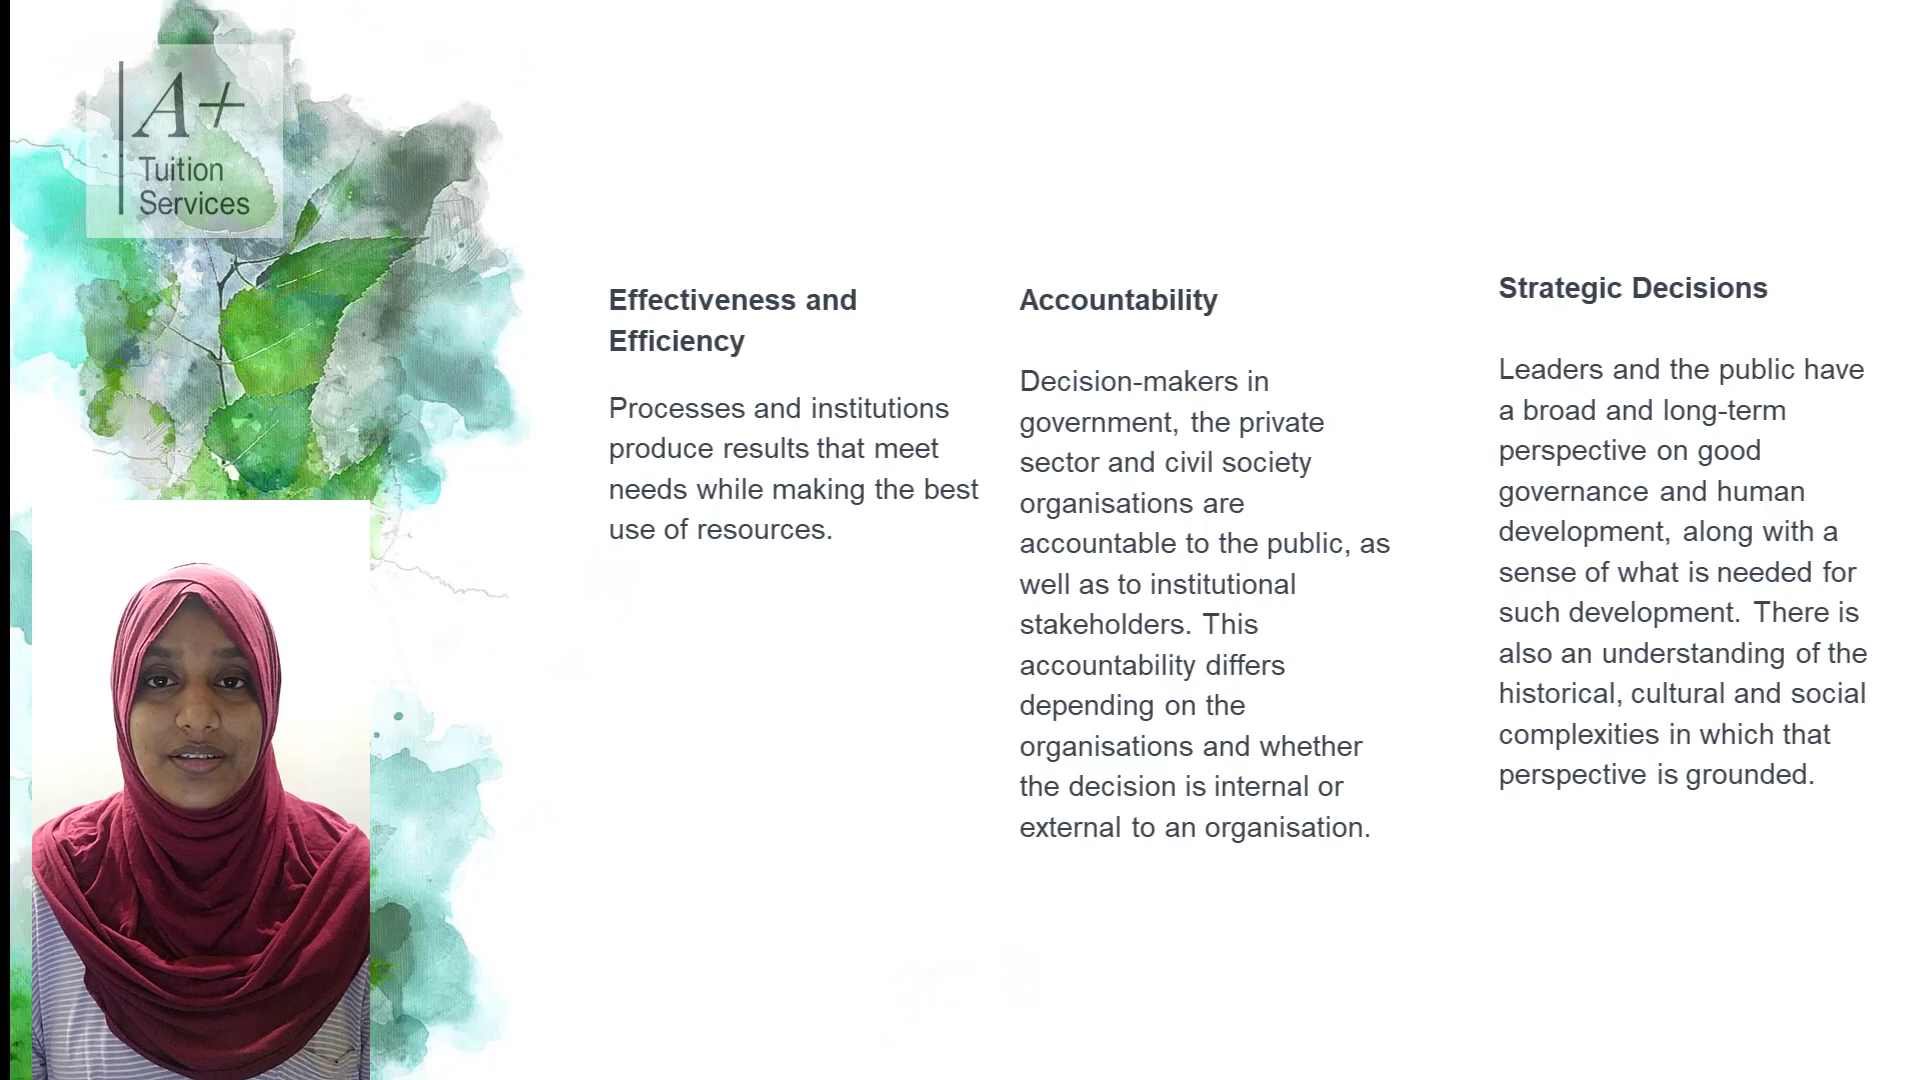 A+
Tuition
Services
Effectiveness and
Efficiency
Processes and institutions
produce results that meet
needs while making the best
use of resources.
Accountability
Decision-makers in
government, the private
sector and civil society
organisations are
accountable to the public, as
well as to institutional
stakeholders. This
accountability differs
depending on the
organisations and whether
the decision is internal or
external to an organisation.
Strategic Decisions
Leaders and the public have
a broad and long-term
perspective on good
governance and human
development, along with a
sense of what is needed for
such development. There is
also an understanding of the
historical, cultural and social
complexities in which that
perspective is grounded.